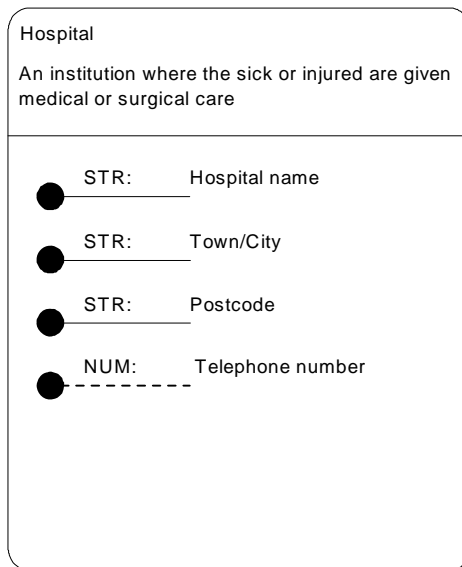 Hospital
An institution where the sick or injured are given
medical or surgical care
STR: Hospital name
STR: Town/City
STR: Postcode
NUM: Telephone number